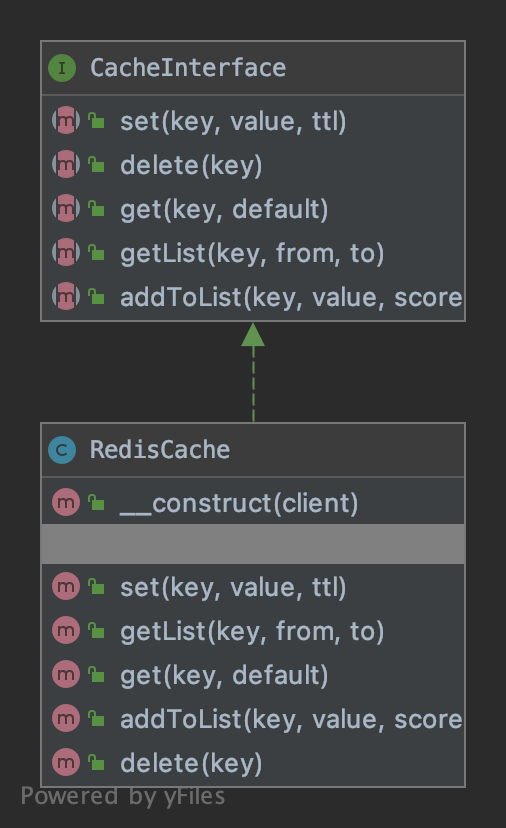 I CacheInterface
m set(key, value, ttl)
m delete(key)
m get(key, default)
m getList(key, from, to)
m addToList(key, value, score
C RedisCache
m __construct(client)
m set(key, value, ttl)
m getList(key, from, to)
m get(key, default)
m addToList(key, value, score
m delete(key)
Powered by yFiles